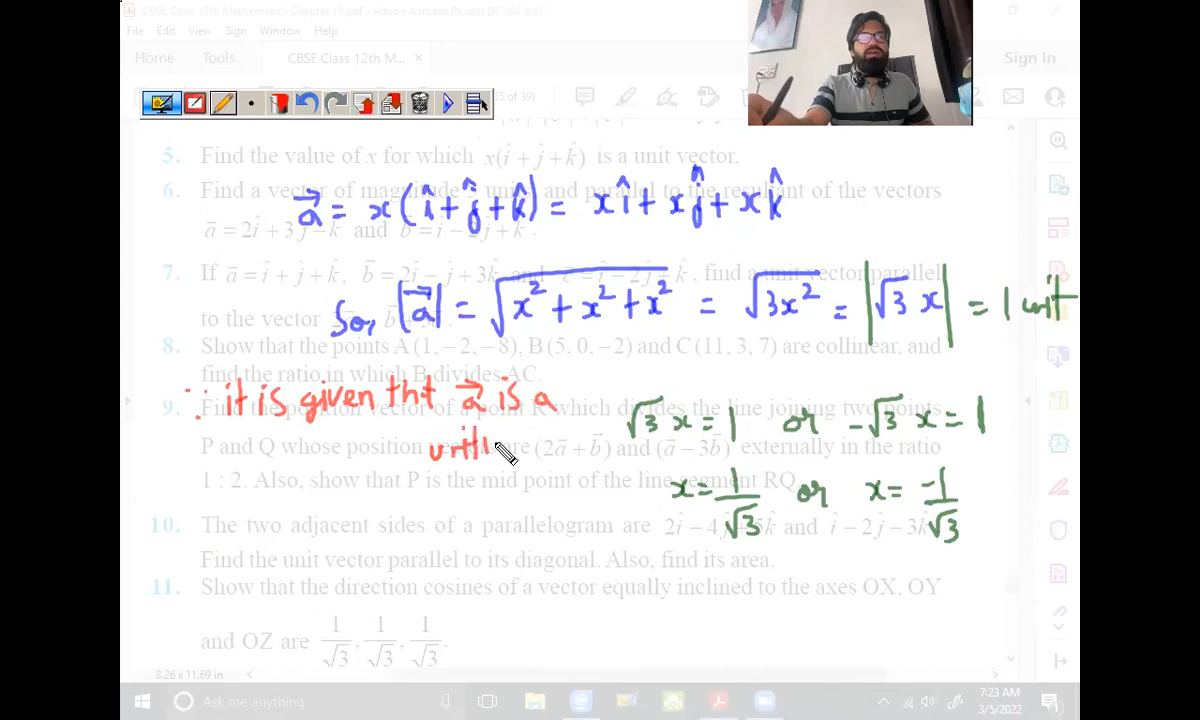 CBSE Class 12th Mathematics Chapter 10.pdf - Adobe Acrobat Reader DC (64-bit)
File Edit View Sign Window Help
Home Tools CBSE Class 12th M... × Sign In
5. Find the value of x for which x(î + ĵ + k̂) is a unit vector.
6. Find a vector of magnitude units and parallel to the resultant of the vectors
a⃗ = x(î + ĵ + k̂) = xî + xĵ + xk̂
a⃗ = 2î + 3ĵ − k̂ and b⃗ = î − 2ĵ + k̂.
7. If a⃗ = î + ĵ + k̂, b⃗ = 2î − ĵ + 3k̂ and c⃗ = î − 2ĵ + k̂, find a unit vector parallel
So, |a⃗| = √(x² + x² + x²) = √(3x²) = |√3 x| = 1 unit
to the vector
8. Show that the points A (1, − 2, − 8), B (5, 0, − 2) and C (11, 3, 7) are collinear, and
find the ratio in which B divides AC.
∵ it is given tht a⃗ is a
9. Find the position vector of a point R which divides the line joining two points
√3 x = 1 or −√3 x = 1
P and Q whose position vectors are (2a⃗ + b⃗) and (a⃗ − 3b⃗) externally in the ratio
1 : 2. Also, show that P is the mid point of the line segment RQ.
x = 1/√3 or x = −1/√3
10. The two adjacent sides of a parallelogram are 2î − 4ĵ + 5k̂ and î − 2ĵ − 3k̂
Find the unit vector parallel to its diagonal. Also, find its area.
11. Show that the direction cosines of a vector equally inclined to the axes OX, OY
and OZ are 1/√3, 1/√3, 1/√3.
8.26 x 11.69 in
Ask me anything
7:23 AM
3/5/2022